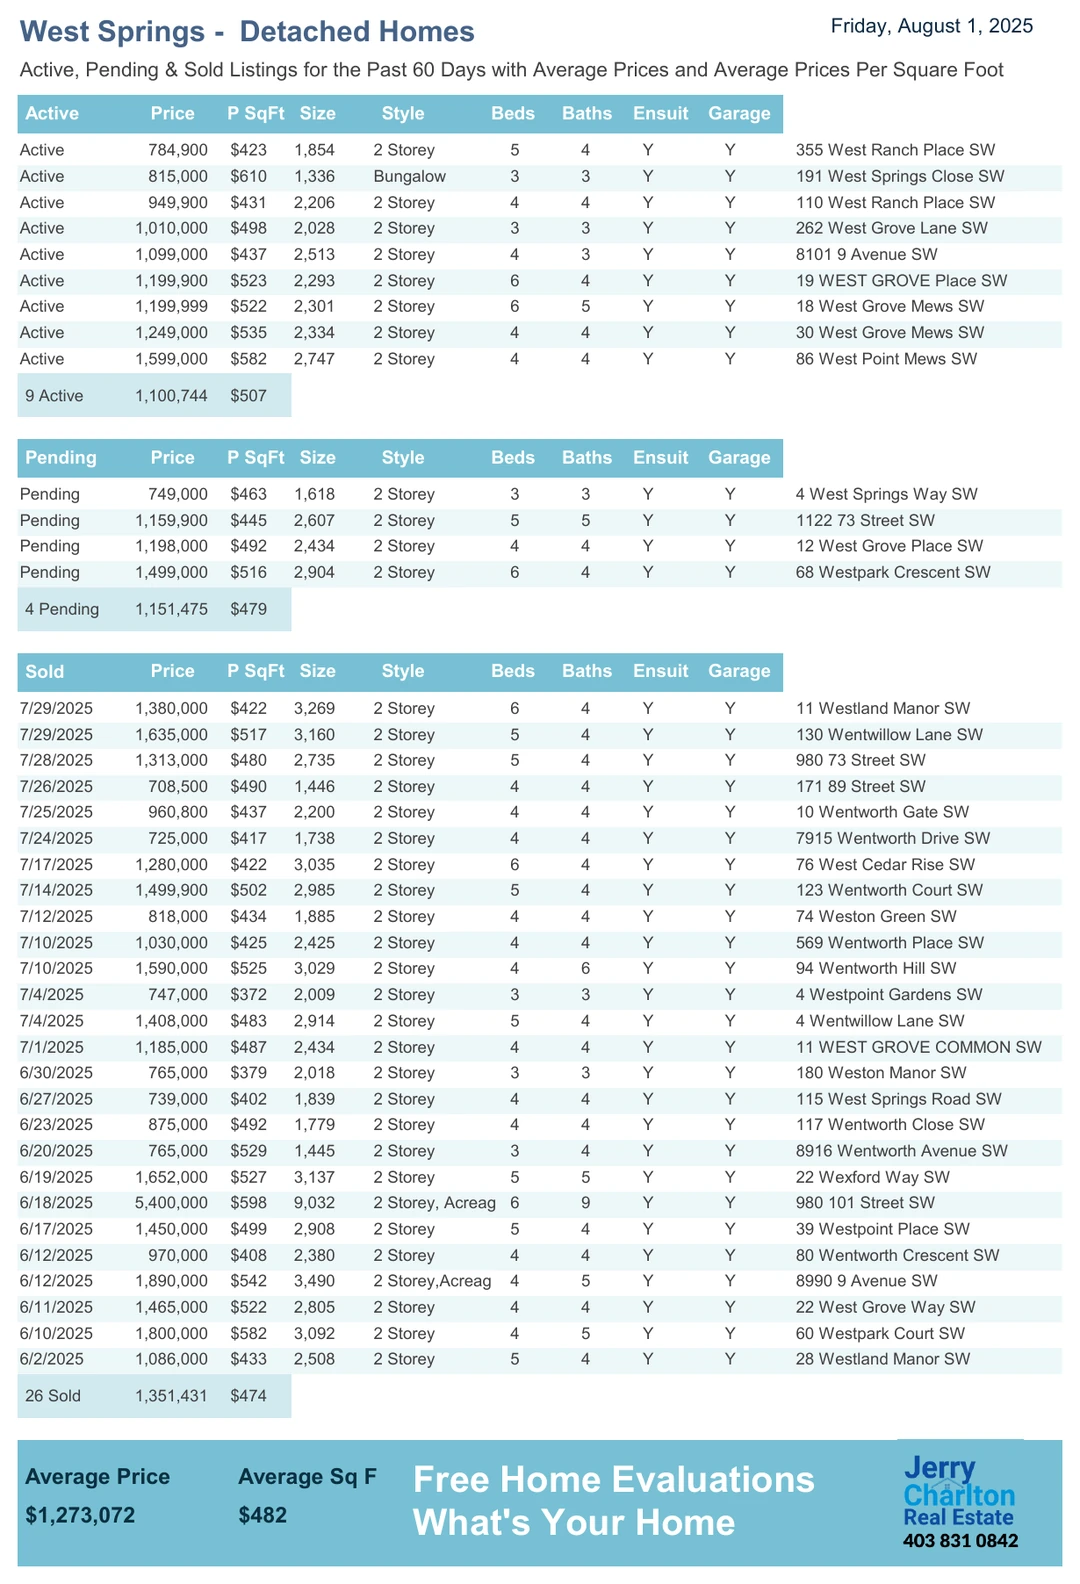 West Springs -  Detached Homes
Friday, August 1, 2025
Active, Pending & Sold Listings for the Past 60 Days with Average Prices and Average Prices Per Square Foot
Active Price P SqFt Size Style Beds Baths Ensuit Garage
Active 784,900 $423 1,854 2 Storey 5 4 Y Y 355 West Ranch Place SW
Active 815,000 $610 1,336 Bungalow 3 3 Y Y 191 West Springs Close SW
Active 949,900 $431 2,206 2 Storey 4 4 Y Y 110 West Ranch Place SW
Active 1,010,000 $498 2,028 2 Storey 3 3 Y Y 262 West Grove Lane SW
Active 1,099,000 $437 2,513 2 Storey 4 3 Y Y 8101 9 Avenue SW
Active 1,199,900 $523 2,293 2 Storey 6 4 Y Y 19 WEST GROVE Place SW
Active 1,199,999 $522 2,301 2 Storey 6 5 Y Y 18 West Grove Mews SW
Active 1,249,000 $535 2,334 2 Storey 4 4 Y Y 30 West Grove Mews SW
Active 1,599,000 $582 2,747 2 Storey 4 4 Y Y 86 West Point Mews SW
9 Active 1,100,744 $507
Pending Price P SqFt Size Style Beds Baths Ensuit Garage
Pending 749,000 $463 1,618 2 Storey 3 3 Y Y 4 West Springs Way SW
Pending 1,159,900 $445 2,607 2 Storey 5 5 Y Y 1122 73 Street SW
Pending 1,198,000 $492 2,434 2 Storey 4 4 Y Y 12 West Grove Place SW
Pending 1,499,000 $516 2,904 2 Storey 6 4 Y Y 68 Westpark Crescent SW
4 Pending 1,151,475 $479
Sold Price P SqFt Size Style Beds Baths Ensuit Garage
7/29/2025 1,380,000 $422 3,269 2 Storey 6 4 Y Y 11 Westland Manor SW
7/29/2025 1,635,000 $517 3,160 2 Storey 5 4 Y Y 130 Wentwillow Lane SW
7/28/2025 1,313,000 $480 2,735 2 Storey 5 4 Y Y 980 73 Street SW
7/26/2025 708,500 $490 1,446 2 Storey 4 4 Y Y 171 89 Street SW
7/25/2025 960,800 $437 2,200 2 Storey 4 4 Y Y 10 Wentworth Gate SW
7/24/2025 725,000 $417 1,738 2 Storey 4 4 Y Y 7915 Wentworth Drive SW
7/17/2025 1,280,000 $422 3,035 2 Storey 6 4 Y Y 76 West Cedar Rise SW
7/14/2025 1,499,900 $502 2,985 2 Storey 5 4 Y Y 123 Wentworth Court SW
7/12/2025 818,000 $434 1,885 2 Storey 4 4 Y Y 74 Weston Green SW
7/10/2025 1,030,000 $425 2,425 2 Storey 4 4 Y Y 569 Wentworth Place SW
7/10/2025 1,590,000 $525 3,029 2 Storey 4 6 Y Y 94 Wentworth Hill SW
7/4/2025 747,000 $372 2,009 2 Storey 3 3 Y Y 4 Westpoint Gardens SW
7/4/2025 1,408,000 $483 2,914 2 Storey 5 4 Y Y 4 Wentwillow Lane SW
7/1/2025 1,185,000 $487 2,434 2 Storey 4 4 Y Y 11 WEST GROVE COMMON SW
6/30/2025 765,000 $379 2,018 2 Storey 3 3 Y Y 180 Weston Manor SW
6/27/2025 739,000 $402 1,839 2 Storey 4 4 Y Y 115 West Springs Road SW
6/23/2025 875,000 $492 1,779 2 Storey 4 4 Y Y 117 Wentworth Close SW
6/20/2025 765,000 $529 1,445 2 Storey 3 4 Y Y 8916 Wentworth Avenue SW
6/19/2025 1,652,000 $527 3,137 2 Storey 5 5 Y Y 22 Wexford Way SW
6/18/2025 5,400,000 $598 9,032 2 Storey, Acreag 6 9 Y Y 980 101 Street SW
6/17/2025 1,450,000 $499 2,908 2 Storey 5 4 Y Y 39 Westpoint Place SW
6/12/2025 970,000 $408 2,380 2 Storey 4 4 Y Y 80 Wentworth Crescent SW
6/12/2025 1,890,000 $542 3,490 2 Storey,Acreag 4 5 Y Y 8990 9 Avenue SW
6/11/2025 1,465,000 $522 2,805 2 Storey 4 4 Y Y 22 West Grove Way SW
6/10/2025 1,800,000 $582 3,092 2 Storey 4 5 Y Y 60 Westpark Court SW
6/2/2025 1,086,000 $433 2,508 2 Storey 5 4 Y Y 28 Westland Manor SW
26 Sold 1,351,431 $474
Average Price Average Sq F
$1,273,072 $482
Free Home Evaluations
What's Your Home
Jerry
Charlton
Real Estate
403 831 0842